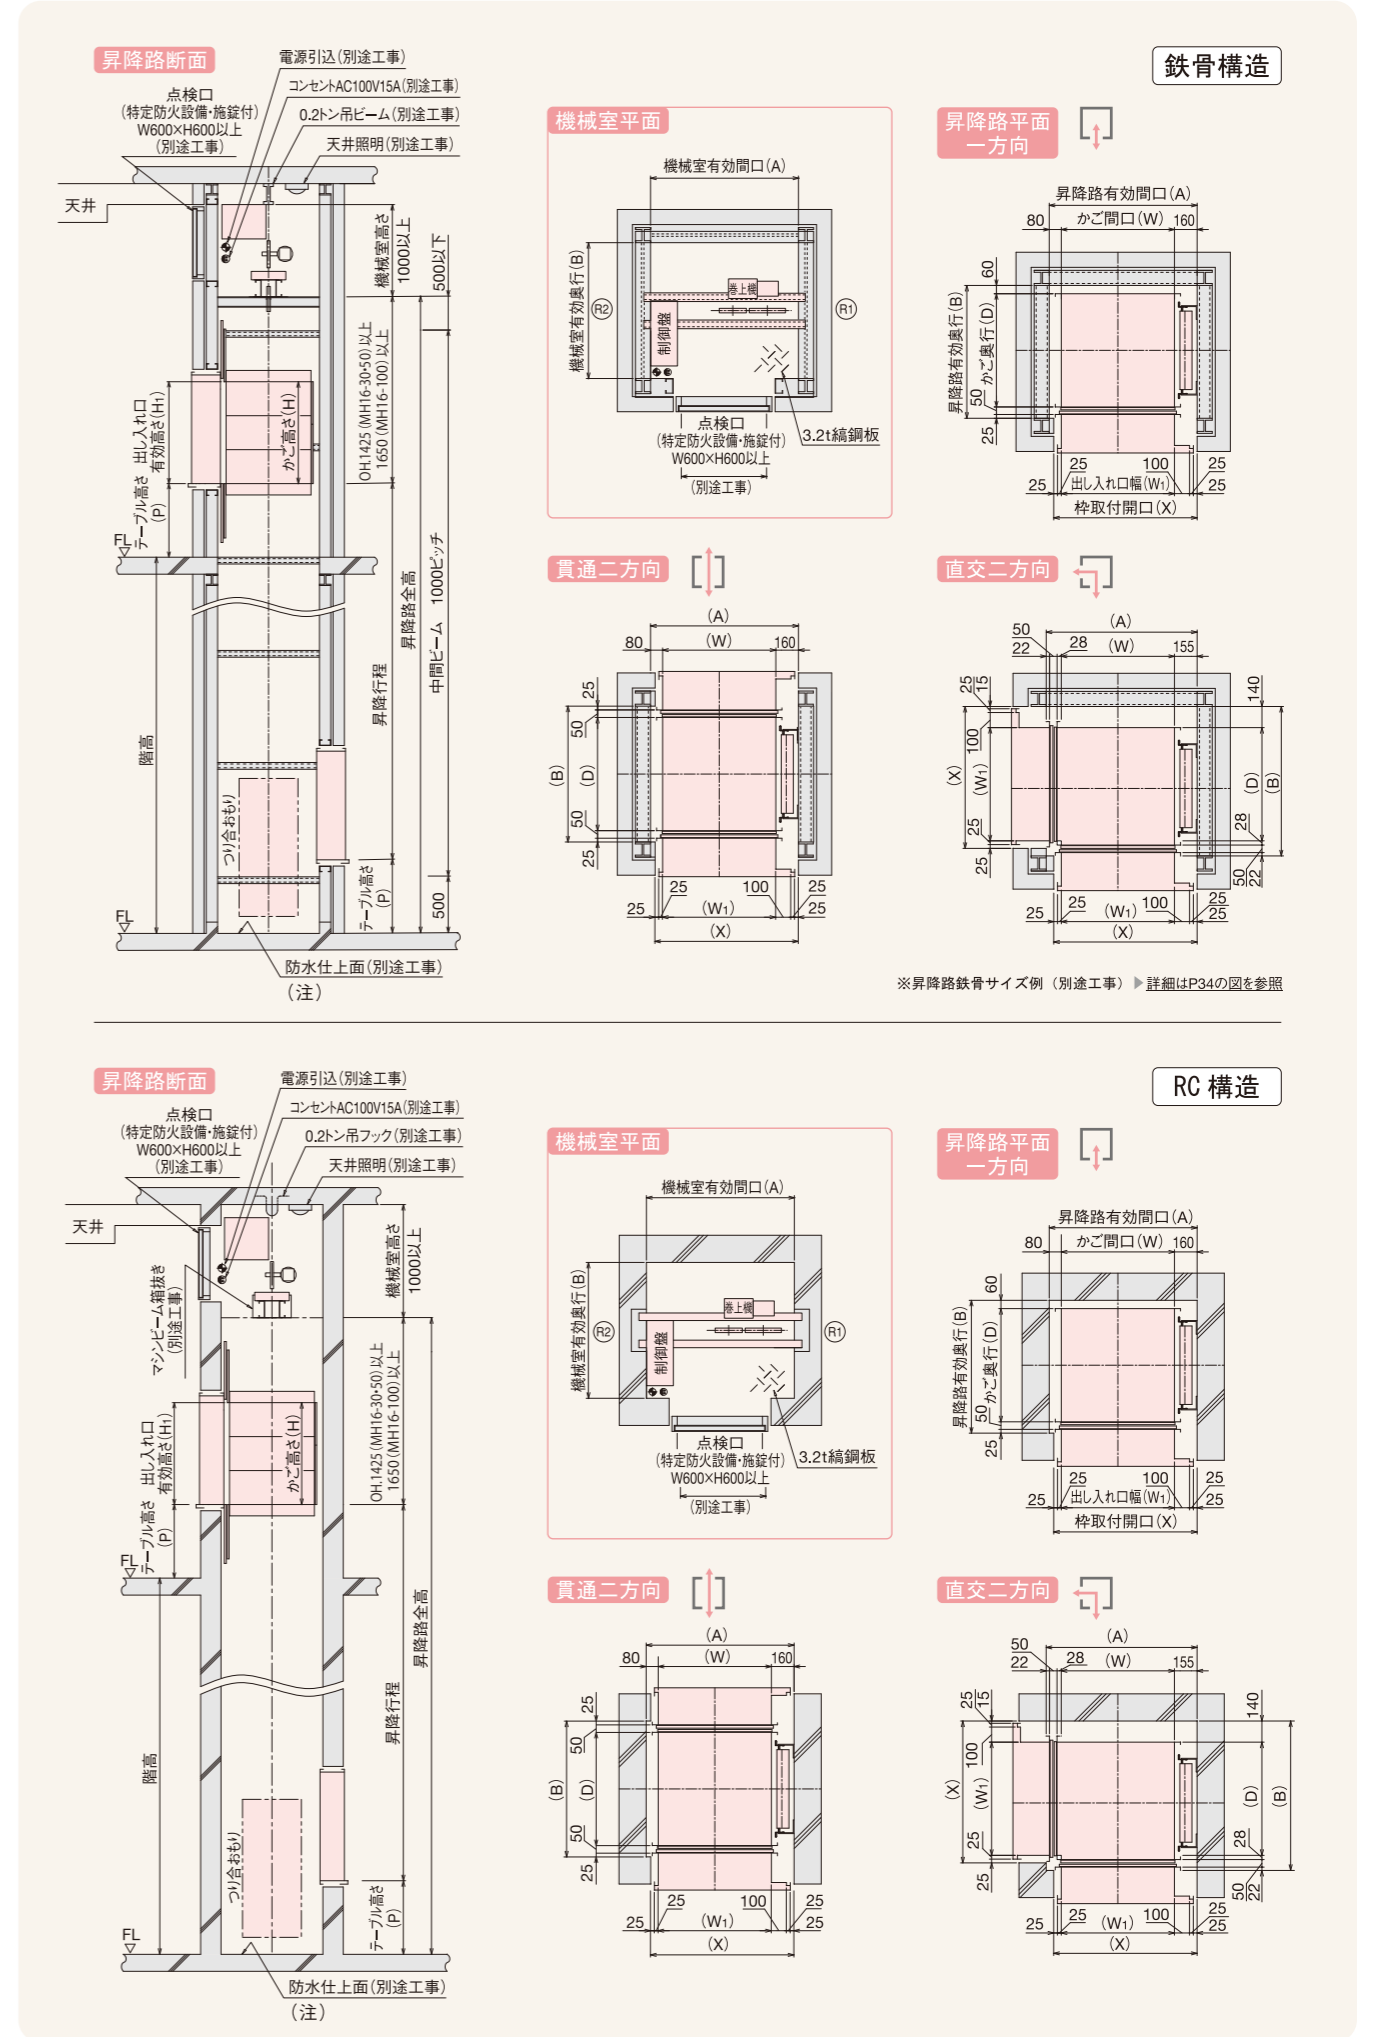 鉄骨構造
昇降路断面
電源引込(別途工事)
コンセントAC100V15A(別途工事)
0.2トン吊ビーム(別途工事)
天井照明(別途工事)
点検口
(特定防火設備・施錠付)
W600×H600以上
(別途工事)
天井
機械室高さ
1000以上
500以下
OH.1425(MH16-30・50)以上
1650(MH16-100)以上
出し入れ口
有効高さ(H1)
かご高さ(H)
テーブル高さ
(P)
FL
昇降路全高
中間ビーム 1000ピッチ
昇降行程
階高
つり合おもり
テーブル高さ
(P)
500
FL
防水仕上面(別途工事)
(注)
機械室平面
機械室有効間口(A)
機械室有効奥行(B)
R2
R1
巻上機
制御盤
点検口
(特定防火設備・施錠付)
W600×H600以上
(別途工事)
3.2t縞鋼板
昇降路平面
一方向
昇降路有効間口(A)
80
かご間口(W)
160
60
昇降路有効奥行(B)
かご奥行(D)
50
25
25
100
25
25
出し入れ口幅(W1)
25
枠取付開口(X)
貫通二方向
(A)
80
(W)
160
25
50
(B)
(D)
50
25
25
100
25
25
(W1)
25
(X)
直交二方向
(A)
50
22
28
(W)
155
25
15
140
100
(X)
(W1)
(D)
(B)
25
25
28
50
22
25
100
25
25
(W1)
25
(X)
※昇降路鉄骨サイズ例(別途工事) ▶詳細はP34の図を参照
RC構造
昇降路断面
電源引込(別途工事)
コンセントAC100V15A(別途工事)
0.2トン吊フック(別途工事)
天井照明(別途工事)
点検口
(特定防火設備・施錠付)
W600×H600以上
(別途工事)
天井
機械室高さ
1000以上
マシンビーム箱抜き
(別途工事)
OH.1425(MH16-30・50)以上
1650(MH16-100)以上
出し入れ口
有効高さ(H1)
かご高さ(H)
テーブル高さ
(P)
FL
昇降路全高
昇降行程
階高
つり合おもり
テーブル高さ
(P)
FL
防水仕上面(別途工事)
(注)
機械室平面
機械室有効間口(A)
機械室有効奥行(B)
R2
R1
巻上機
制御盤
点検口
(特定防火設備・施錠付)
W600×H600以上
(別途工事)
3.2t縞鋼板
昇降路平面
一方向
昇降路有効間口(A)
80
かご間口(W)
160
60
昇降路有効奥行(B)
かご奥行(D)
50
25
25
100
25
25
出し入れ口幅(W1)
25
枠取付開口(X)
貫通二方向
(A)
80
(W)
160
25
50
(B)
(D)
50
25
25
100
25
25
(W1)
25
(X)
直交二方向
(A)
50
22
28
(W)
155
25
15
140
100
(X)
(W1)
(D)
(B)
25
25
28
50
22
25
100
25
25
(W1)
25
(X)